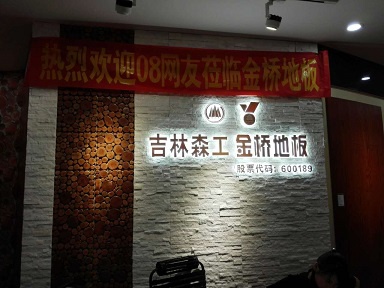 热烈欢迎08网友莅临金桥地板
吉林森工 金桥地板
股票代码：600189